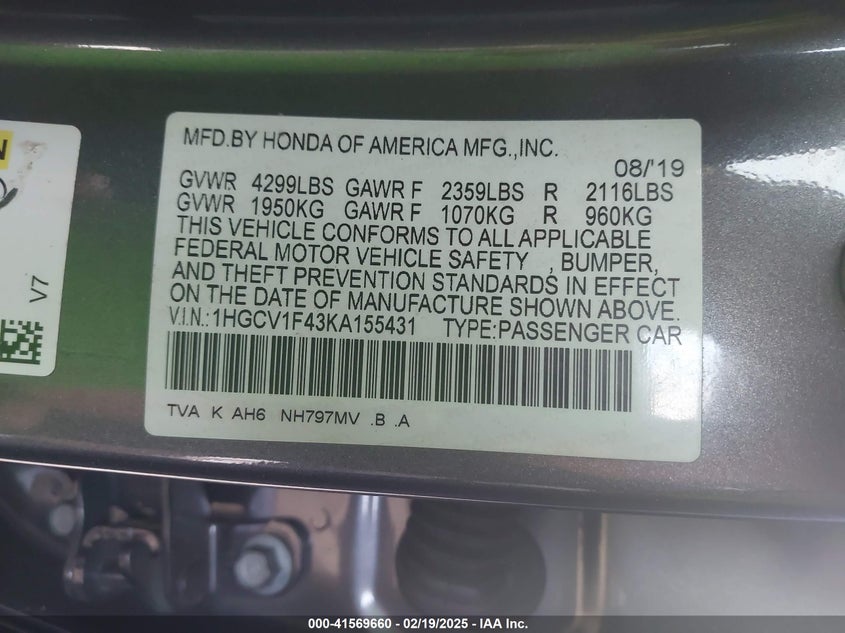 N
V7
MFD.BY HONDA OF AMERICA MFG.,INC.
08/'19
GVWR 4299LBS GAWR F 2359LBS R 2116LBS
GVWR 1950KG GAWR F 1070KG R 960KG
THIS VEHICLE CONFORMS TO ALL APPLICABLE
FEDERAL MOTOR VEHICLE SAFETY , BUMPER,
AND THEFT PREVENTION STANDARDS IN EFFECT
ON THE DATE OF MANUFACTURE SHOWN ABOVE.
V.I.N.:1HGCV1F43KA155431 TYPE:PASSENGER CAR
TVA K AH6 NH797MV .B .A
000-41569660 — 02/19/2025 — IAA Inc.